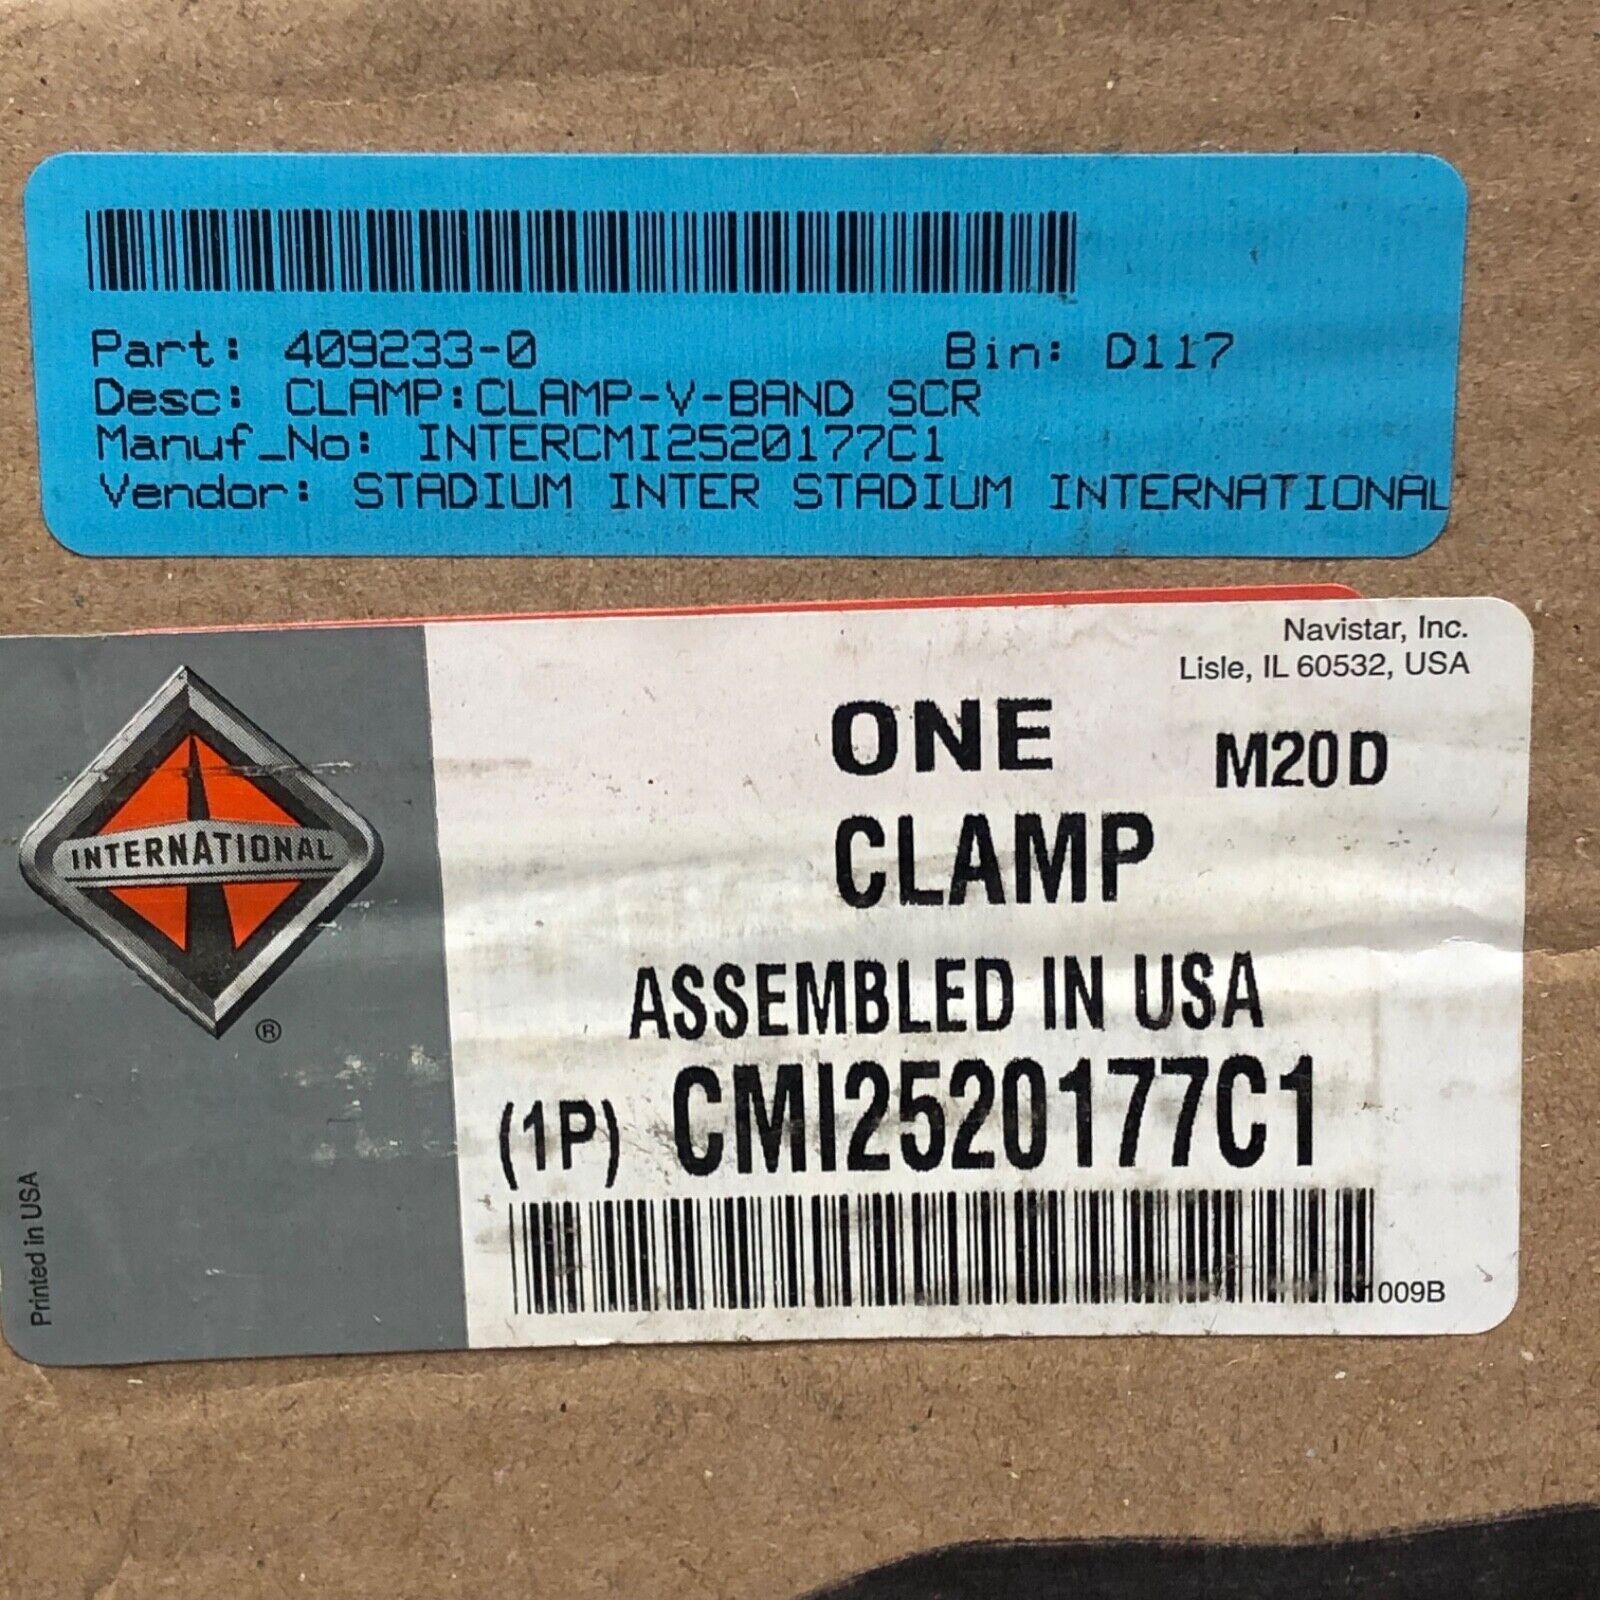 Part: 409233-0 Bin: D117
Desc: CLAMP:CLAMP-V-BAND SCR
Manuf_No: INTERCMI2520177C1
Vendor: STADIUM INTER STADIUM INTERNATIONAL
Navistar, Inc.
Lisle, IL 60532, USA
INTERNATIONAL
®
ONE M20D
CLAMP
ASSEMBLED IN USA
(1P) CMI2520177C1
N1009B
Printed in USA